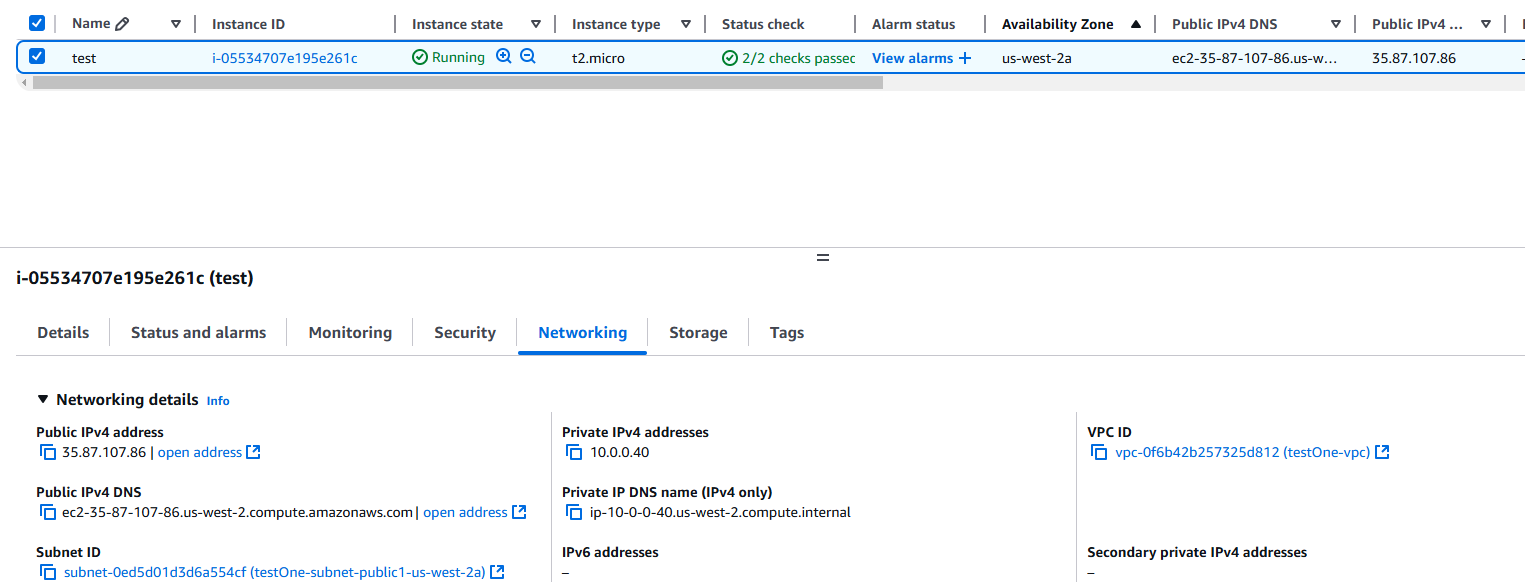 Name Instance ID Instance state Instance type Status check Alarm status Availability Zone Public IPv4 DNS Public IPv4 ...
test i-05534707e195e261c Running t2.micro 2/2 checks passec View alarms + us-west-2a ec2-35-87-107-86.us-w... 35.87.107.86 –
i-05534707e195e261c (test)
Details Status and alarms Monitoring Security Networking Storage Tags
Networking details Info
Public IPv4 address Private IPv4 addresses VPC ID
35.87.107.86 | open address 10.0.0.40 vpc-0f6b42b257325d812 (testOne-vpc)
Public IPv4 DNS Private IP DNS name (IPv4 only)
ec2-35-87-107-86.us-west-2.compute.amazonaws.com | open address ip-10-0-0-40.us-west-2.compute.internal
Subnet ID IPv6 addresses Secondary private IPv4 addresses
subnet-0ed5d01d3d6a554cf (testOne-subnet-public1-us-west-2a) – –